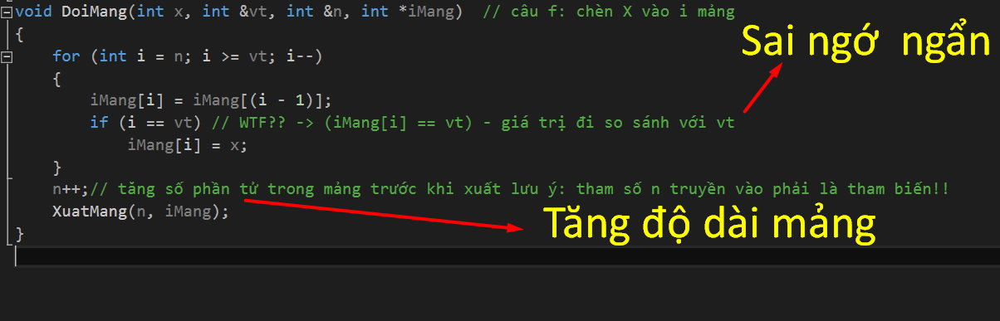 void DoiMang(int x, int &vt, int &n, int *iMang)  // câu f: chèn X vào i mảng
Sai ngớ ngẩn
{
for (int i = n; i >= vt; i--)
{
iMang[i] = iMang[(i - 1)];
if (i == vt) // WTF?? -> (iMang[i] == vt) - giá trị đi so sánh với vt
iMang[i] = x;
}
n++;// tăng số phần tử trong mảng trước khi xuất lưu ý: tham số n truyền vào phải là tham biến!!
XuatMang(n, iMang);
Tăng độ dài mảng
}